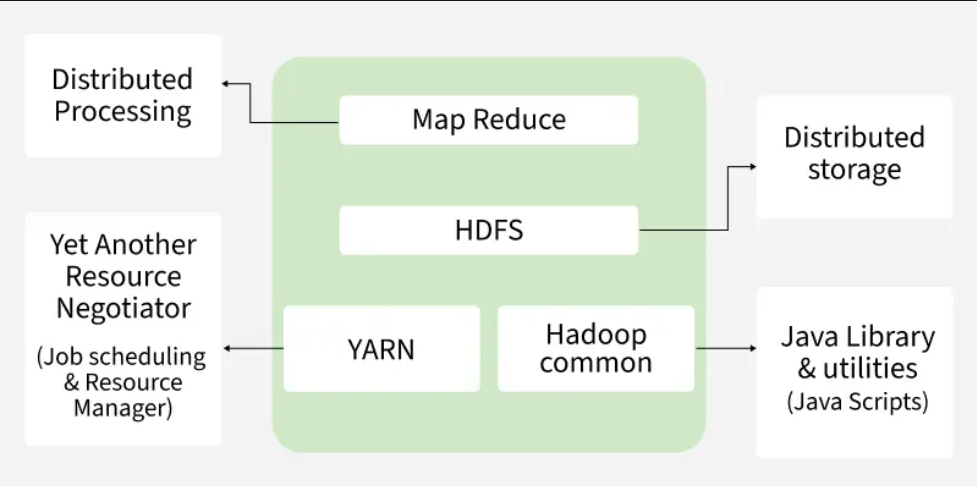 Distributed
Processing
Map Reduce
Distributed
storage
HDFS
Yet Another
Resource
Negotiator
(Job scheduling
& Resource
Manager)
YARN
Hadoop
common
Java Library
& utilities
(Java Scripts)